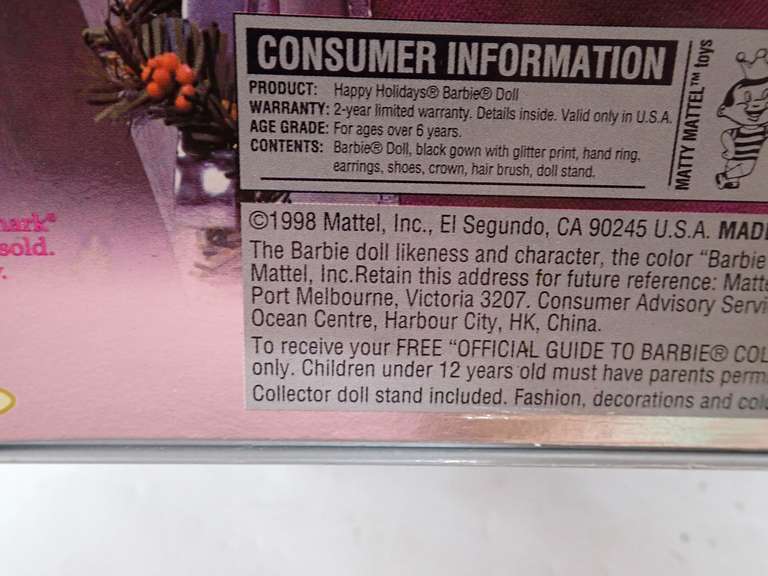 CONSUMER INFORMATION
PRODUCT: Happy Holidays® Barbie® Doll
WARRANTY: 2-year limited warranty. Details inside. Valid only in U.S.A.
AGE GRADE: For ages over 6 years.
CONTENTS: Barbie® Doll, black gown with glitter print, hand ring,
earrings, shoes, crown, hair brush, doll stand.
MATTY MATTEL™ toys
©1998 Mattel, Inc., El Segundo, CA 90245 U.S.A.
The Barbie doll likeness and character, the color "Barbie
Mattel, Inc.Retain this address for future reference:
Port Melbourne, Victoria 3207. Consumer Advisory
Ocean Centre, Harbour City, HK, China.
To receive your FREE "OFFICIAL GUIDE TO BARBIE®
only. Children under 12 years old must have parents
Collector doll stand included. Fashion, decorations and
sold.